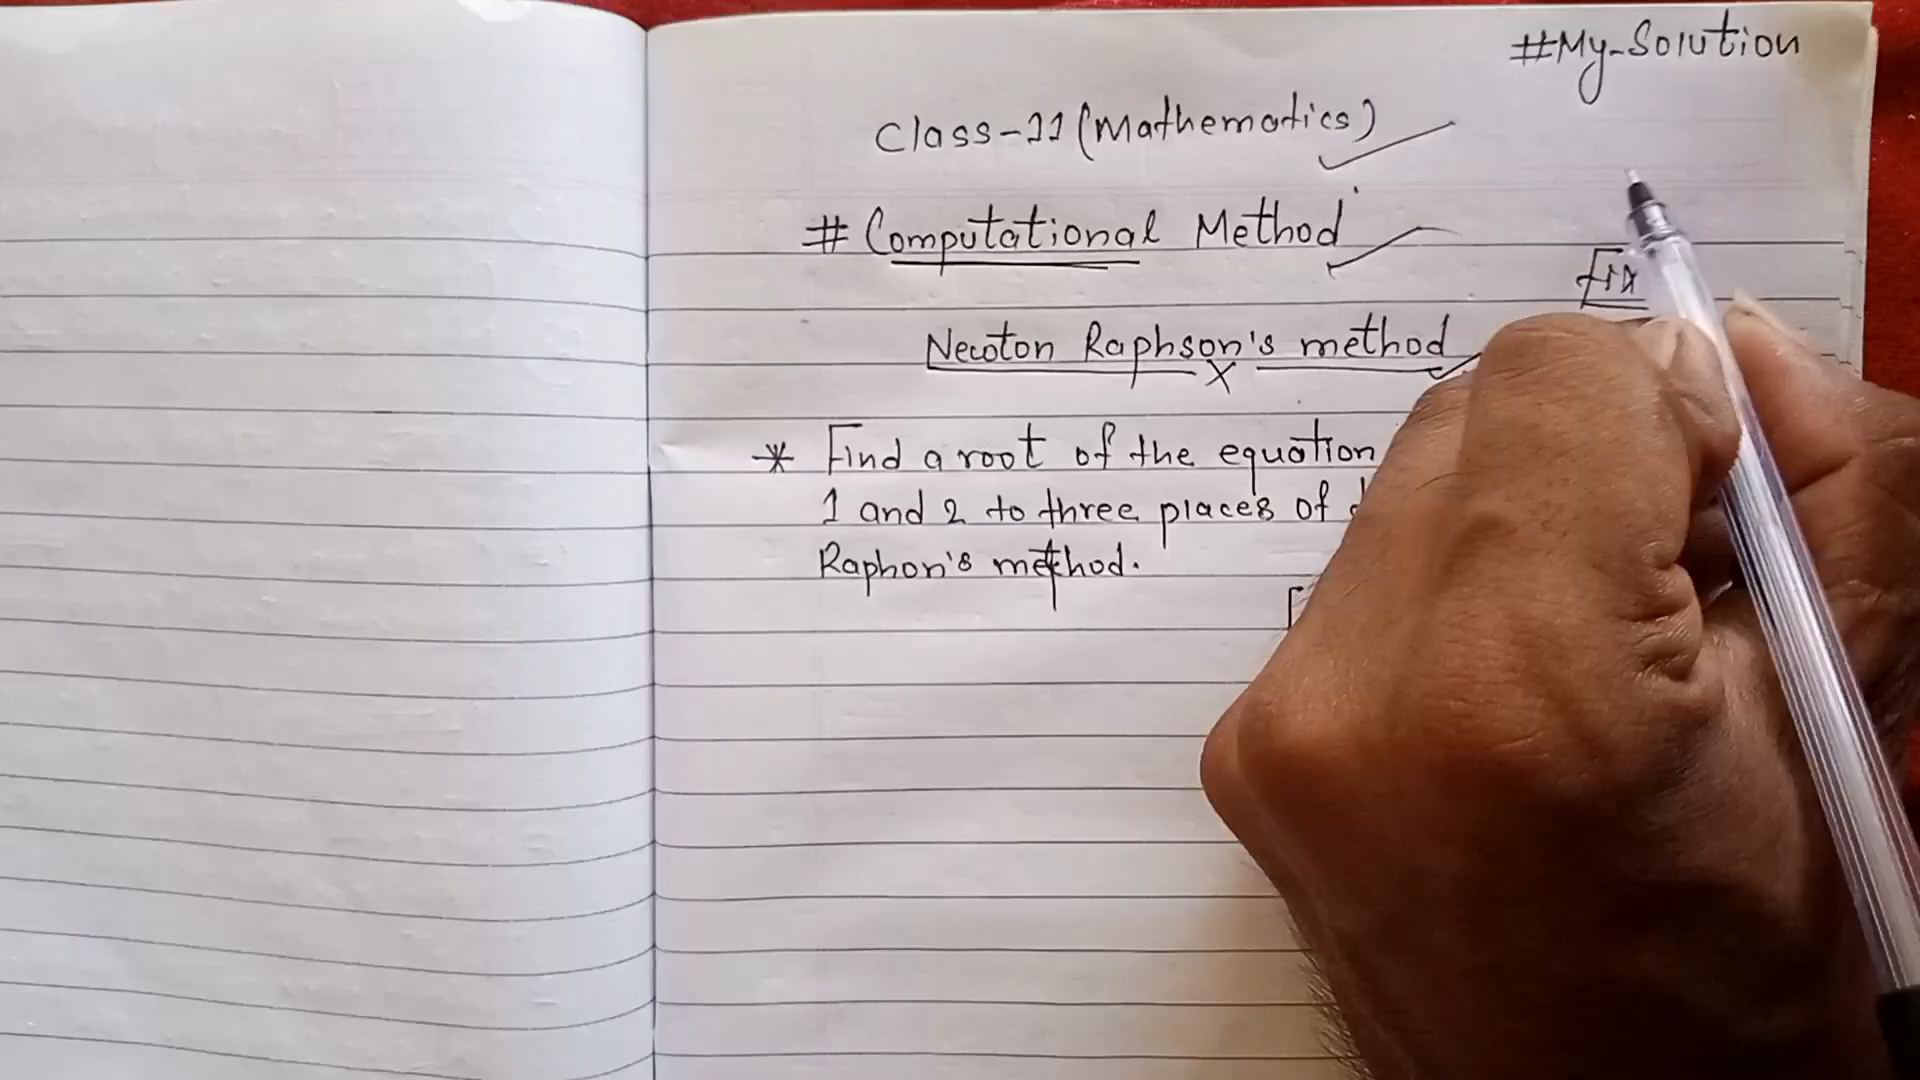 #My-Solution
Class-11 (Mathematics)
# Computational Method
Newton Raphson's method
* Find a root of the equation
1 and 2 to three places of
Raphon's method.